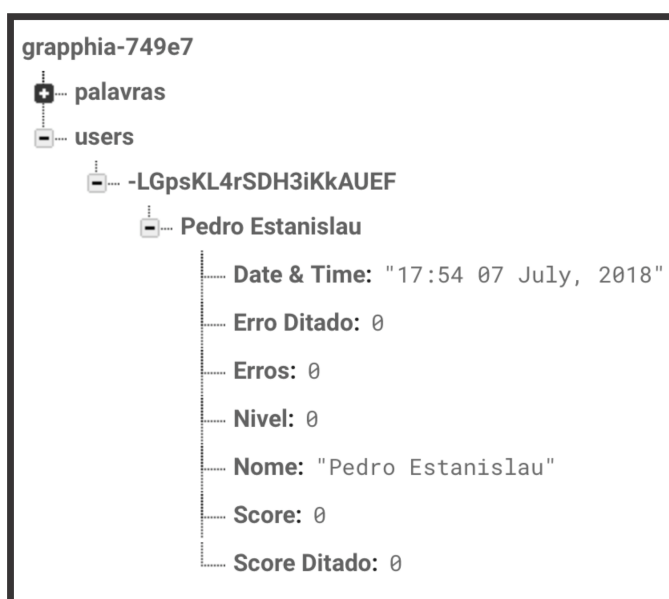 grapphia-749e7
palavras
users
-LGpsKL4rSDH3iKkAUEF
Pedro Estanislau
Date & Time: "17:54 07 July, 2018"
Erro Ditado: 0
Erros: 0
Nivel: 0
Nome: "Pedro Estanislau"
Score: 0
Score Ditado: 0